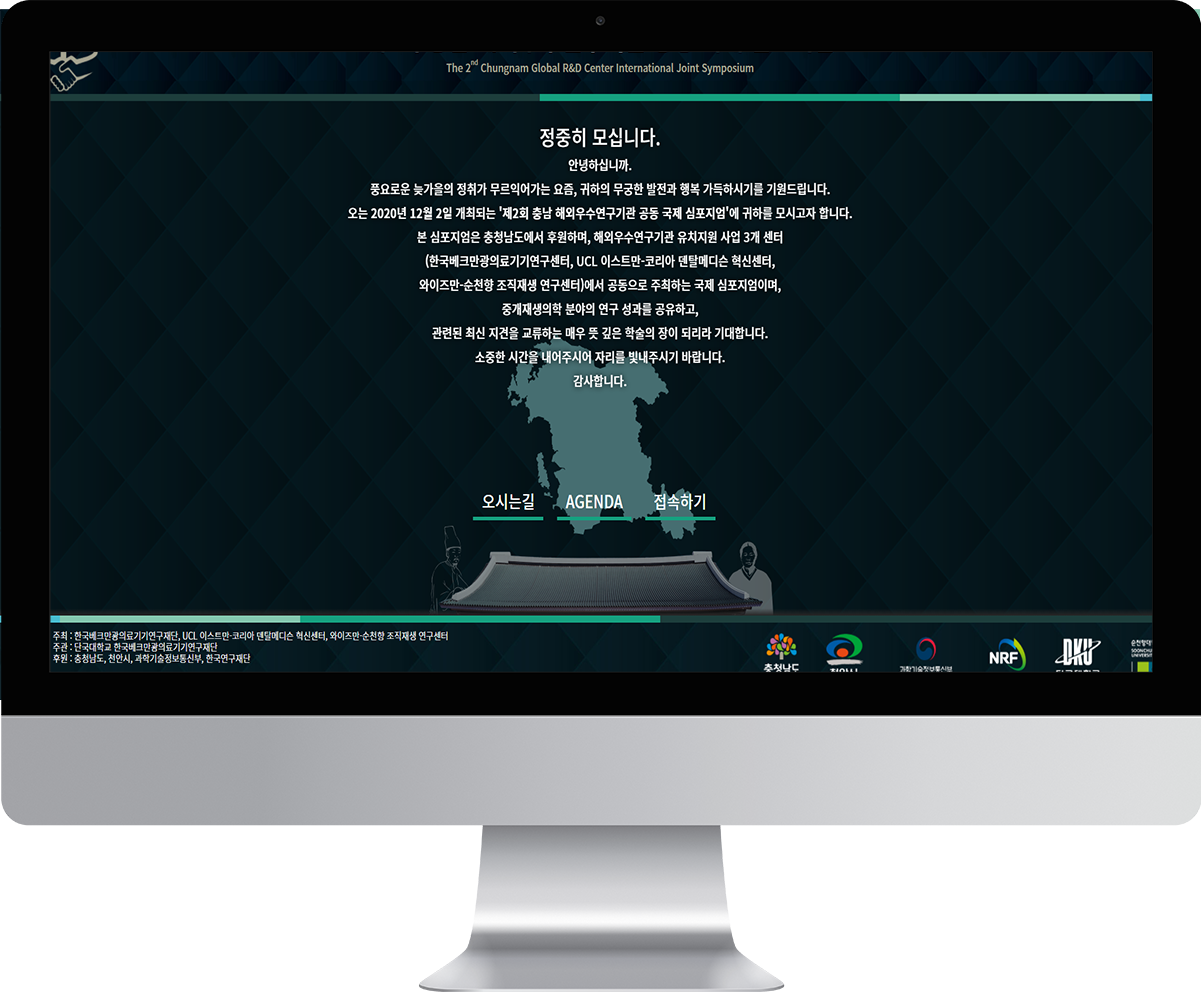 The 2nd Chungnam Global R&D Center International Joint Symposium
정중히 모십니다.
안녕하십니까.
풍요로운 늦가을의 정취가 무르익어가는 요즘, 귀하의 무궁한 발전과 행복 가득하시기를 기원드립니다.
오는 2020년 12월 2일 개최되는 '제2회 충남 해외우수연구기관 공동 국제 심포지엄'에 귀하를 모시고자 합니다.
본 심포지엄은 충청남도에서 후원하며, 해외우수연구기관 유치지원 사업 3개 센터
(한국베크만광의료기기연구센터, UCL 이스트만-코리아 덴탈메디슨 혁신센터,
와이즈만-순천향 조직재생 연구센터)에서 공동으로 주최하는 국제 심포지엄이며,
중개재생의학 분야의 연구 성과를 공유하고,
관련된 최신 지견을 교류하는 매우 뜻 깊은 학술의 장이 되리라 기대합니다.
소중한 시간을 내어주시어 자리를 빛내주시기 바랍니다.
감사합니다.
오시는길 AGENDA 접속하기
주최 : 한국베크만광의료기기연구재단, UCL 이스트만-코리아 덴탈메디슨 혁신센터, 와이즈만-순천향 조직재생 연구센터
주관 : 단국대학교 한국베크만광의료기기연구재단
후원 : 충청남도, 천안시, 과학기술정보통신부, 한국연구재단
충청남도
과학기술정보통신부
NRF
DKU